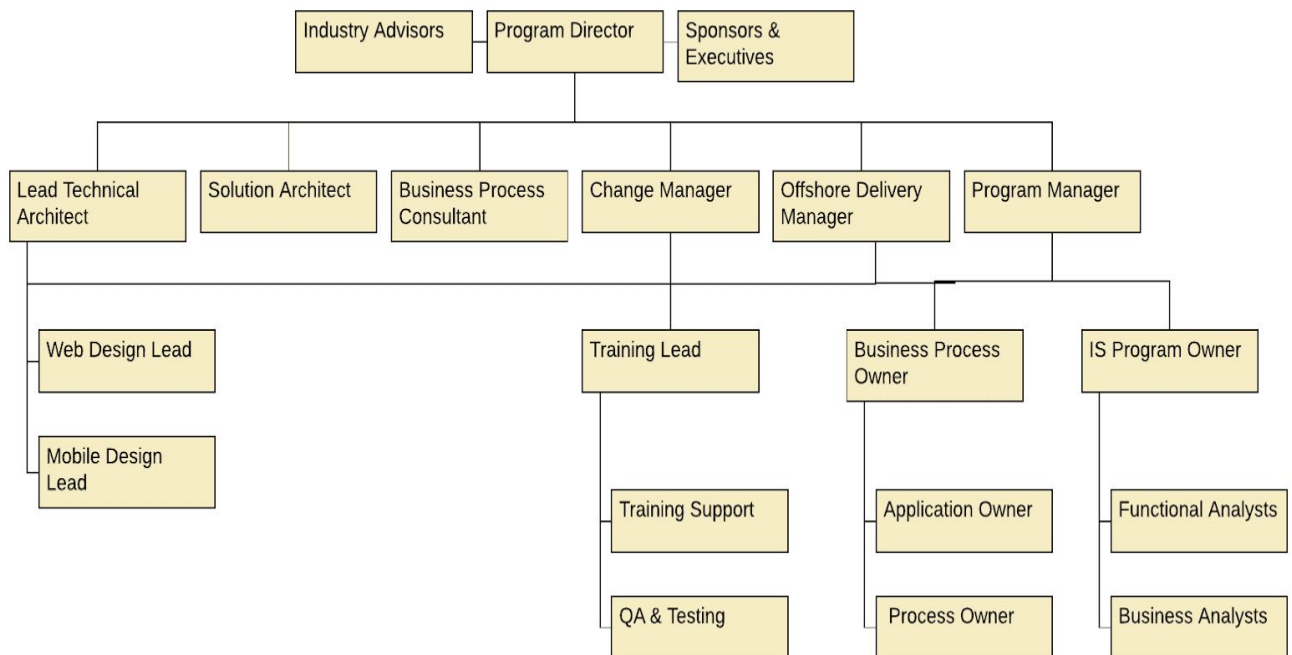 Industry Advisors
Program Director
Sponsors &
Executives
Lead Technical
Architect
Solution Architect
Business Process
Consultant
Change Manager
Offshore Delivery
Manager
Program Manager
Web Design Lead
Training Lead
Business Process
Owner
IS Program Owner
Mobile Design
Lead
Training Support
Application Owner
Functional Analysts
QA & Testing
Process Owner
Business Analysts